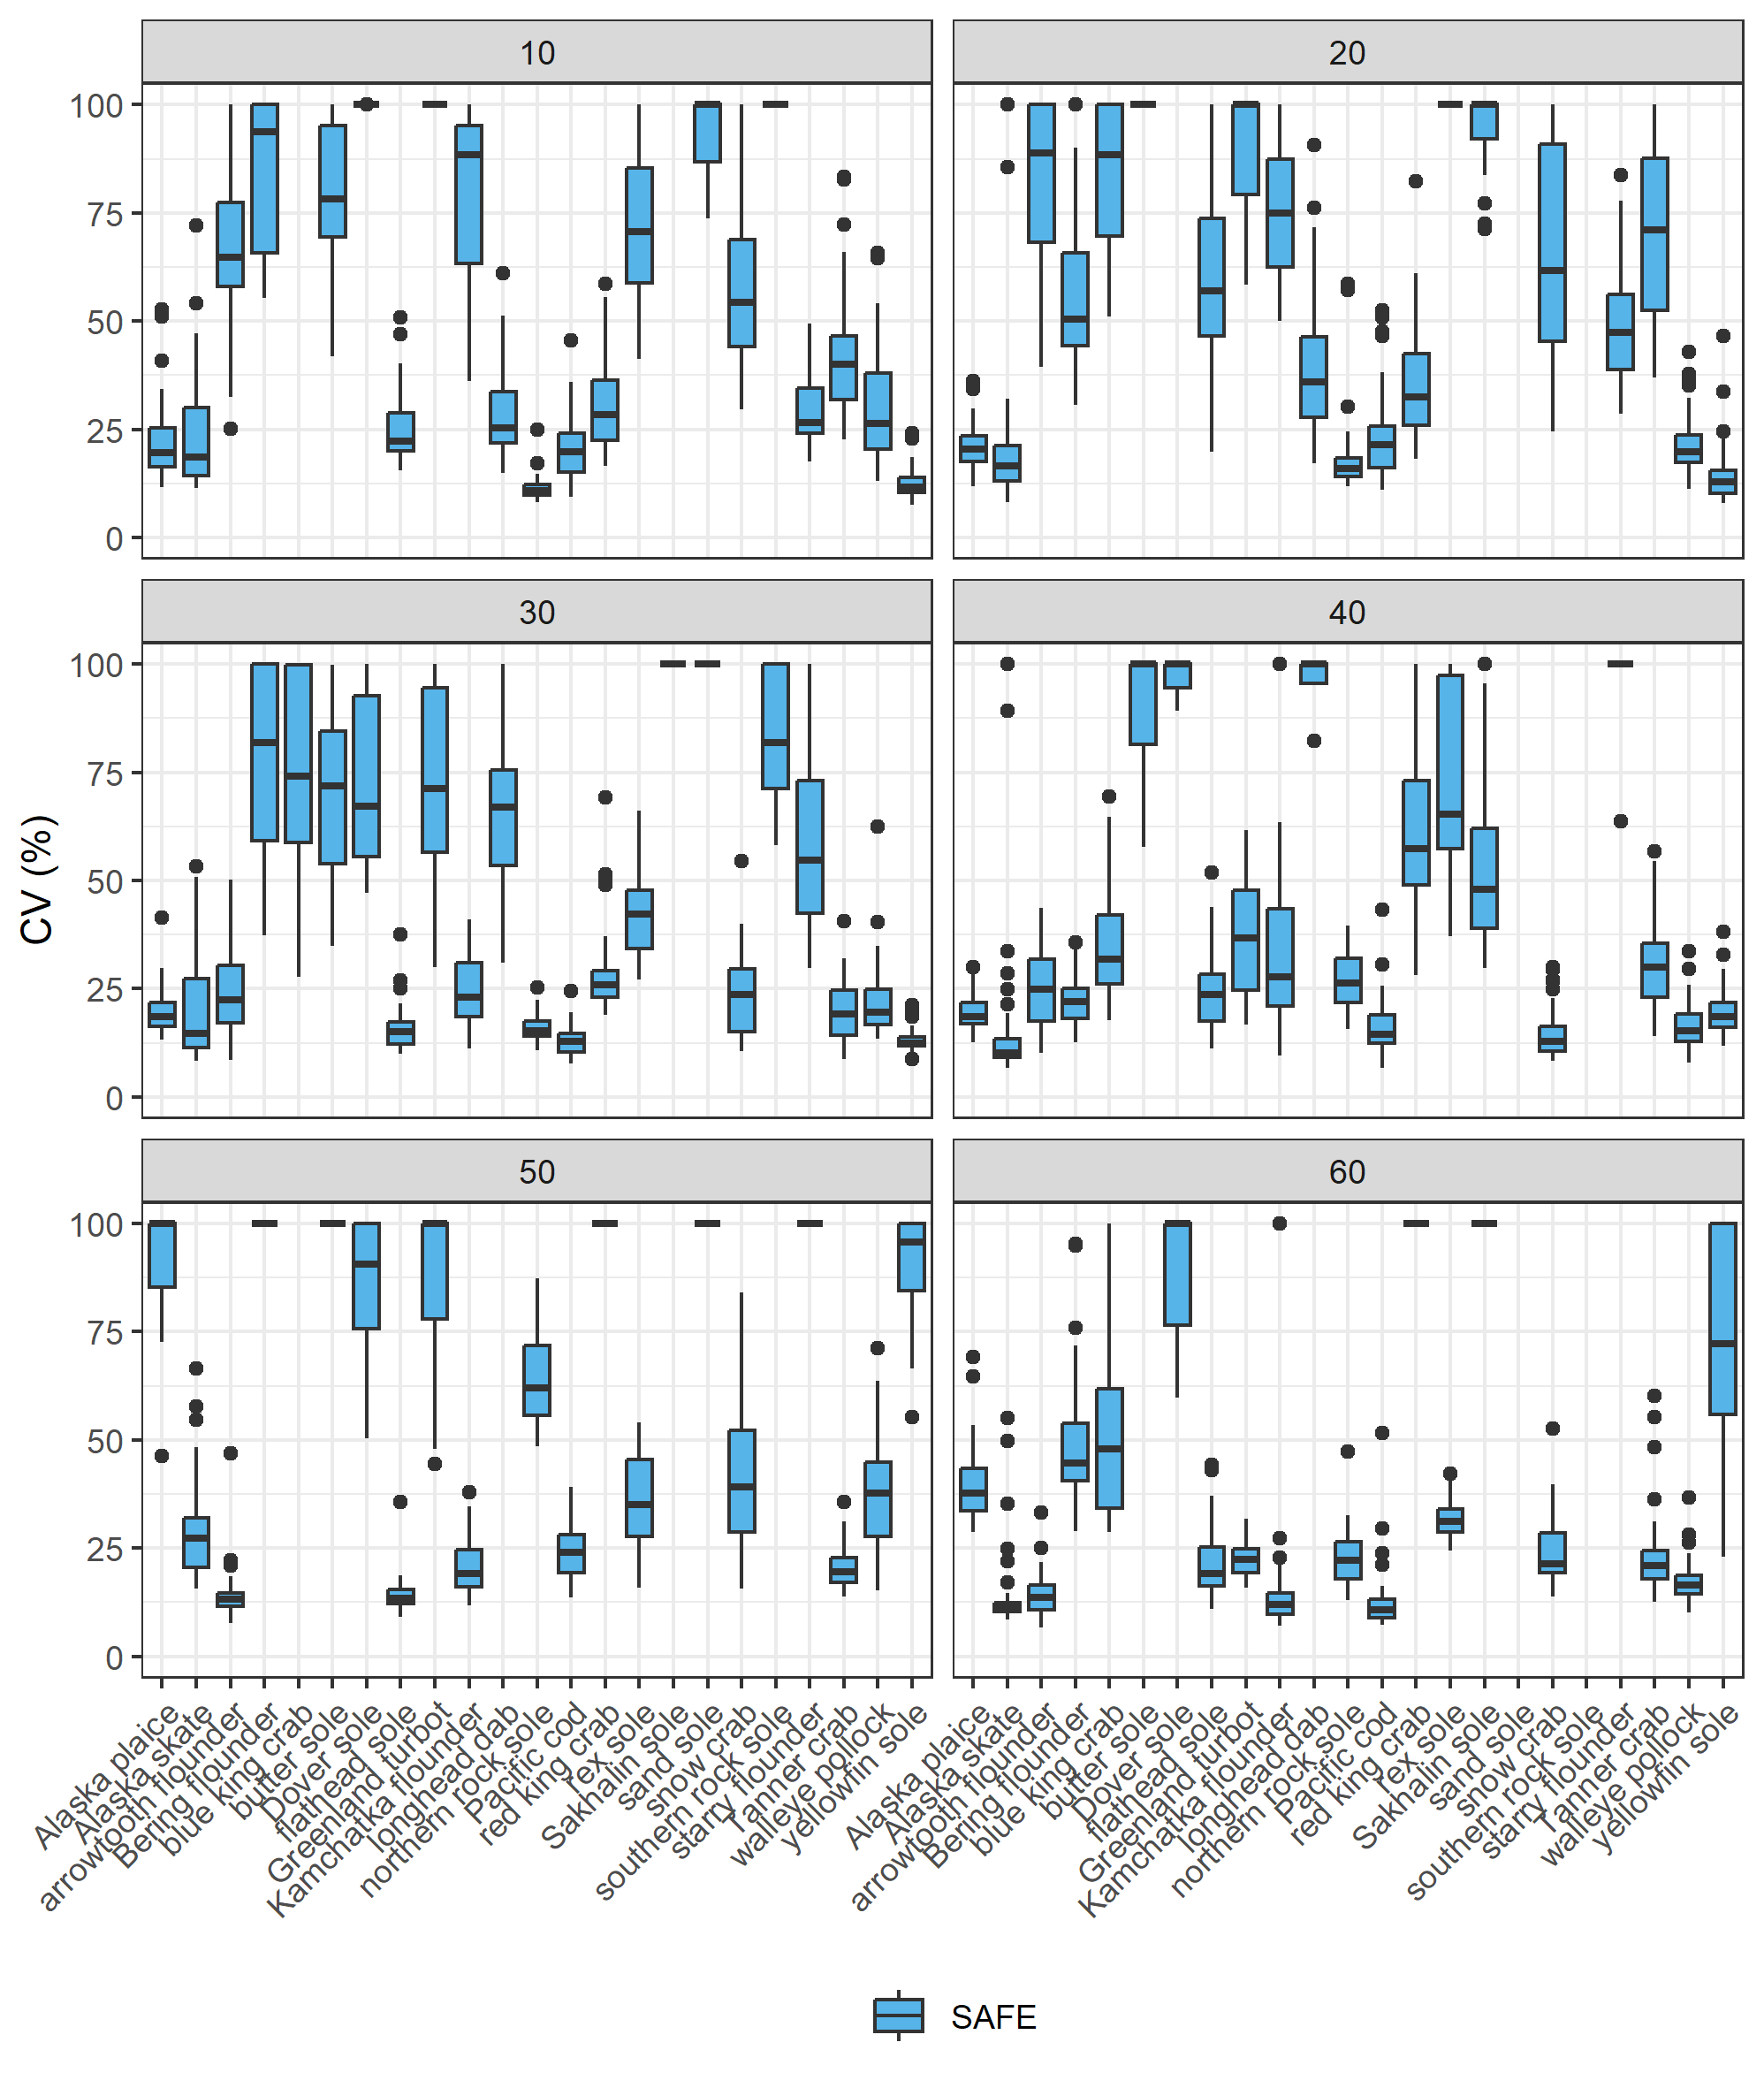 10
20
100
75
50
25
0
30
40
100
75
50
25
0
CV (%)
50
60
100
75
50
25
0
Alaska plaice
Alaska skate
arrowtooth flounder
Bering flounder
blue king crab
butter sole
Dover sole
flathead sole
Greenland turbot
Kamchatka flounder
longhead dab
northern rock sole
Pacific cod
red king crab
rex sole
Sakhalin sole
sand sole
snow crab
southern rock sole
starry flounder
Tanner crab
walleye pollock
yellowfin sole
Alaska plaice
Alaska skate
arrowtooth flounder
Bering flounder
blue king crab
butter sole
Dover sole
flathead sole
Greenland turbot
Kamchatka flounder
longhead dab
northern rock sole
Pacific cod
red king crab
rex sole
Sakhalin sole
sand sole
snow crab
southern rock sole
starry flounder
Tanner crab
walleye pollock
yellowfin sole
SAFE